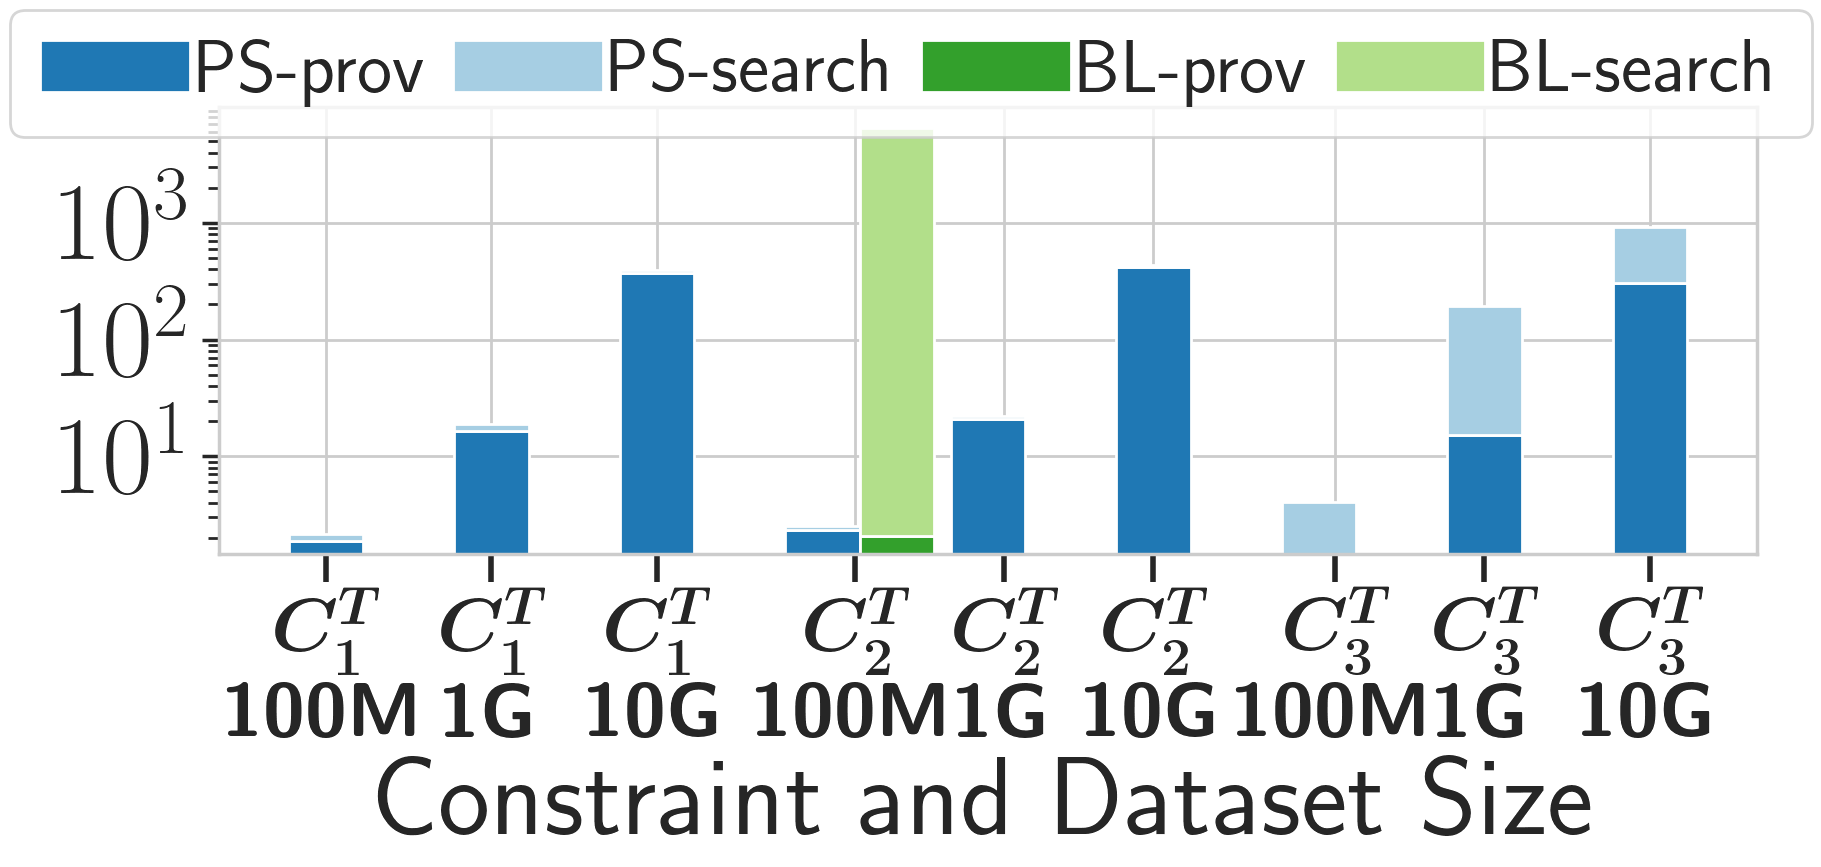 PS-prov PS-search BL-prov BL-search
10^3
10^2
10^1
C_1^T C_1^T C_1^T C_2^T C_2^T C_2^T C_3^T C_3^T C_3^T
100M 1G 10G 100M 1G 10G 100M 1G 10G
Constraint and Dataset Size